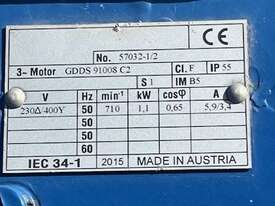 CE
No. 57032-1/2
3~ Motor GDDS 91008 C2 Cl. F IP 55
S 1 IM B5
V Hz min⁻¹ kW cosφ A
230Δ/400Y 50 710 1,1 0,65 5,9/3,4
50
50
60
IEC 34-1 2015 MADE IN AUSTRIA